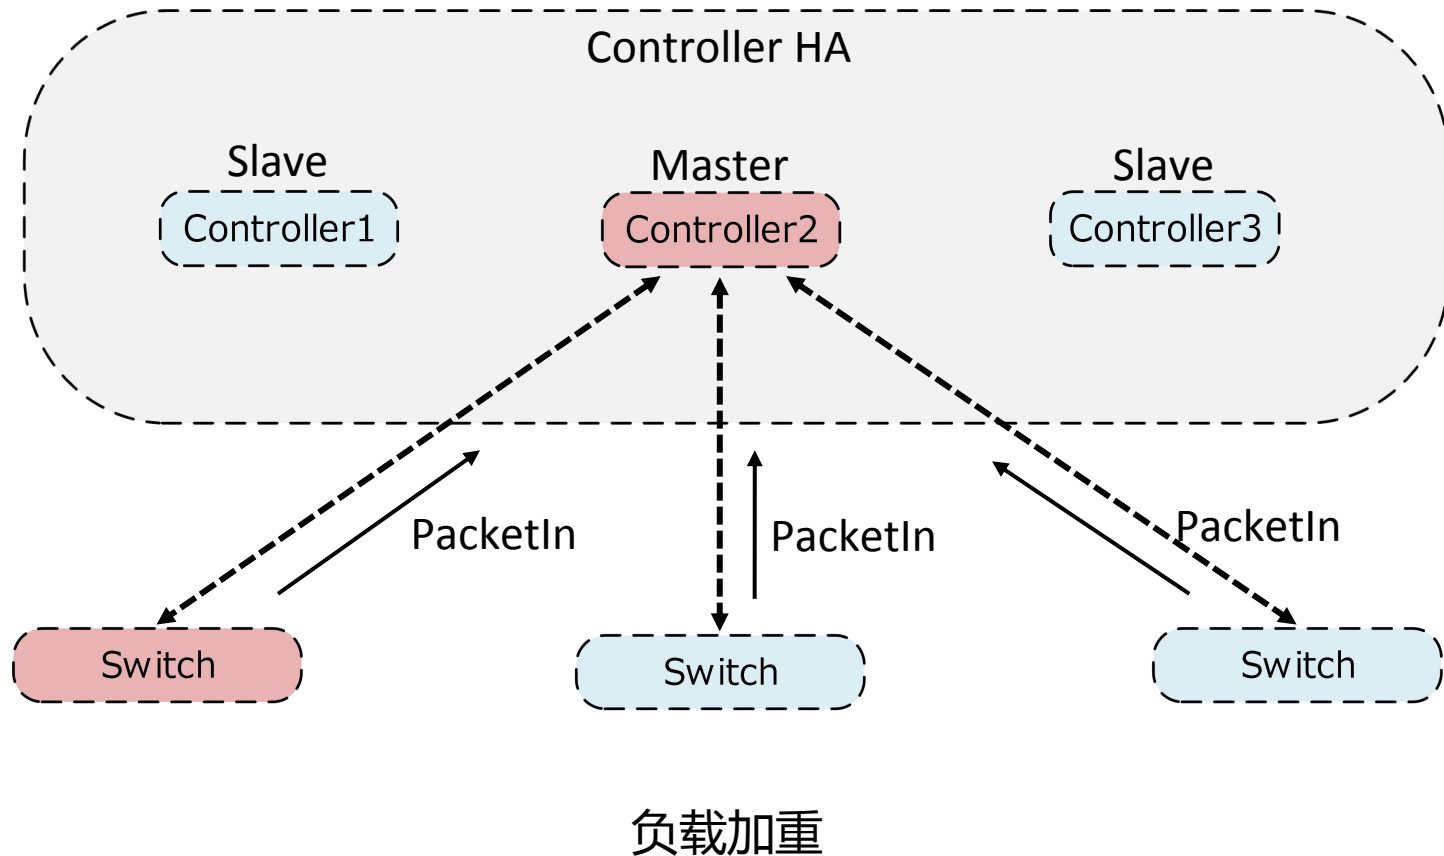 Controller HA
Slave
Master
Slave
Controller1
Controller2
Controller3
PacketIn
PacketIn
PacketIn
Switch
Switch
Switch
负载加重